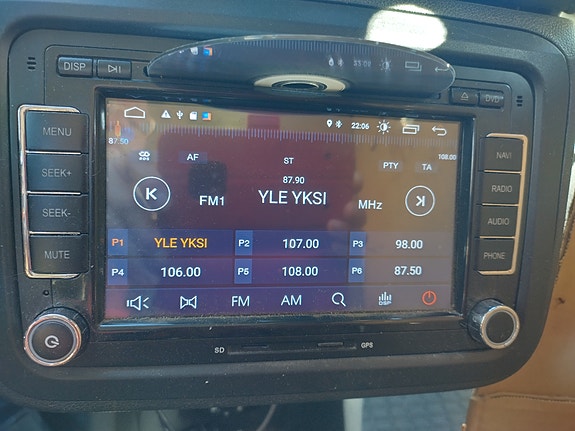 DISP
DVD
MENU
SEEK+
SEEK-
MUTE
NAVI
RADIO
AUDIO
PHONE
22:06
87.50
108.00
AF
ST
PTY
TA
87.90
FM1
YLE YKSI
MHz
P1 YLE YKSI
P2 107.00
P3 98.00
P4 106.00
P5 108.00
P6 87.50
FM
AM
DSP
SD
GPS